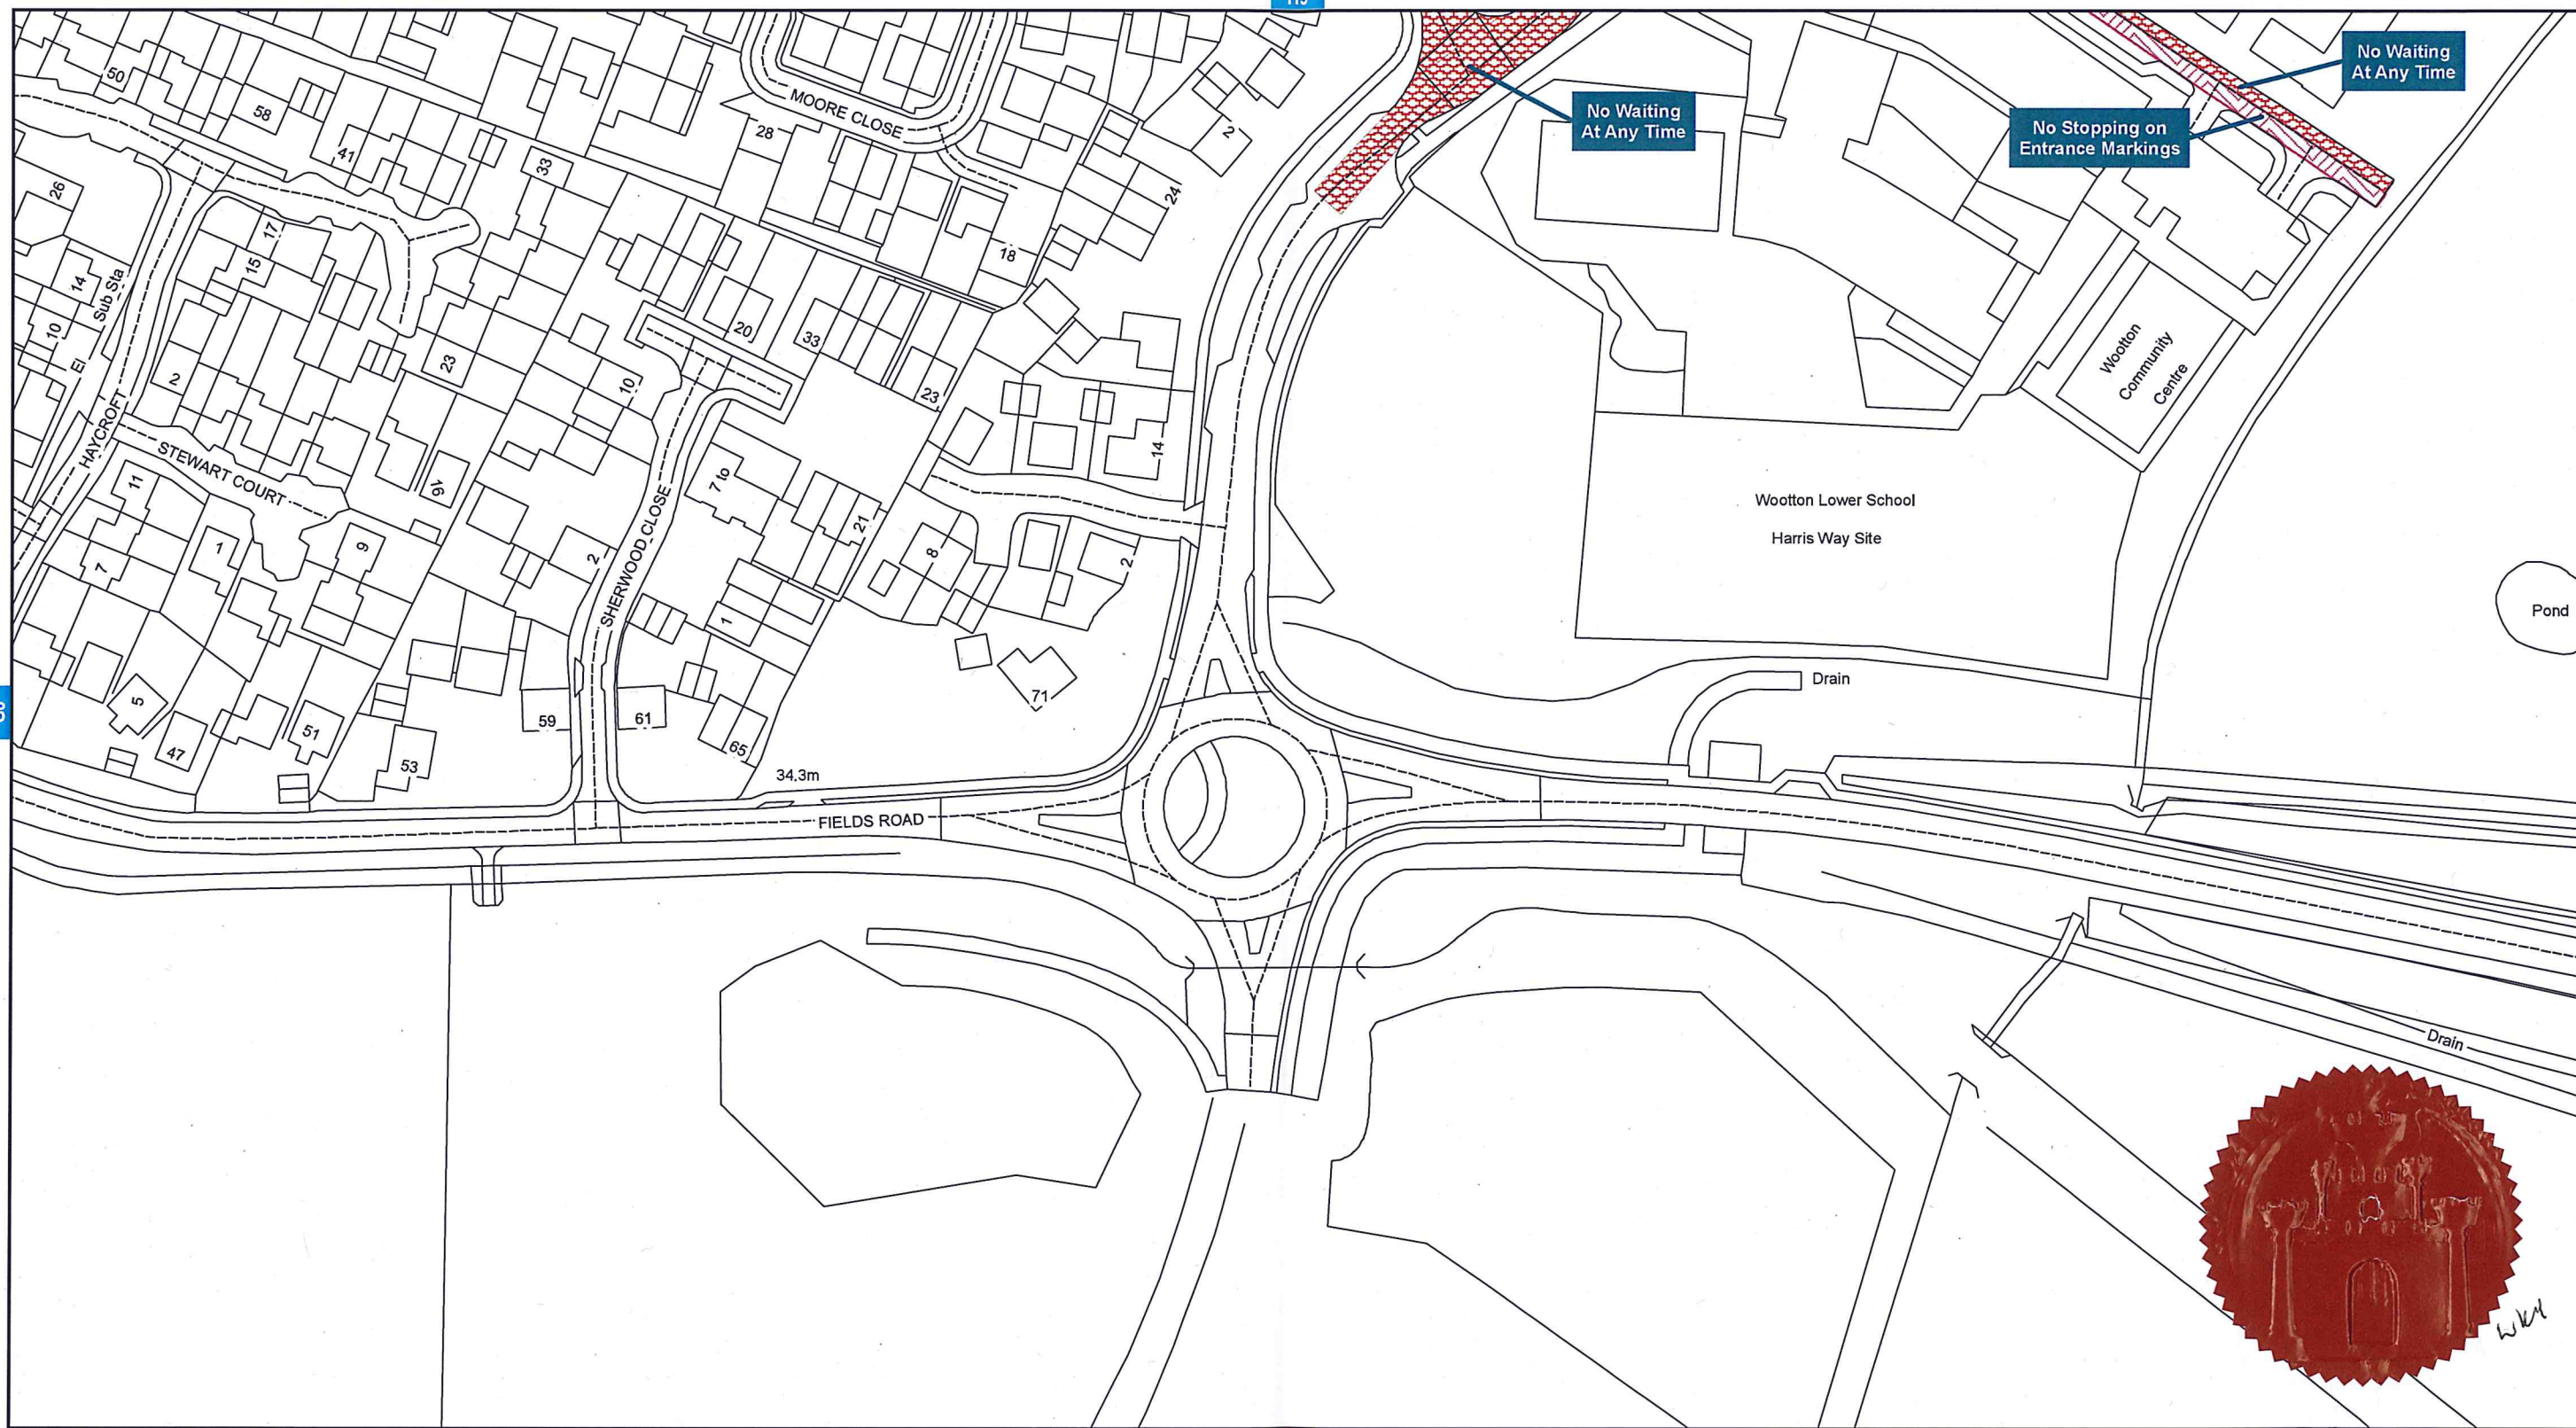 No Waiting
At Any Time
No Waiting
At Any Time
No Stopping on
Entrance Markings
50
58
41
33
26
17
15
14
10
El Sub Sta
2
23
HAYCROFT
STEWART COURT
11
7
1
9
16
5
47
51
53
MOORE CLOSE
28
2
24
18
20
33
23
10
7 to
21
SHERWOOD CLOSE
2
1
59
61
65
14
8
2
71
34.3m
FIELDS ROAD
Wootton
Community
Centre
Wootton Lower School
Harris Way Site
Pond
Drain
Drain